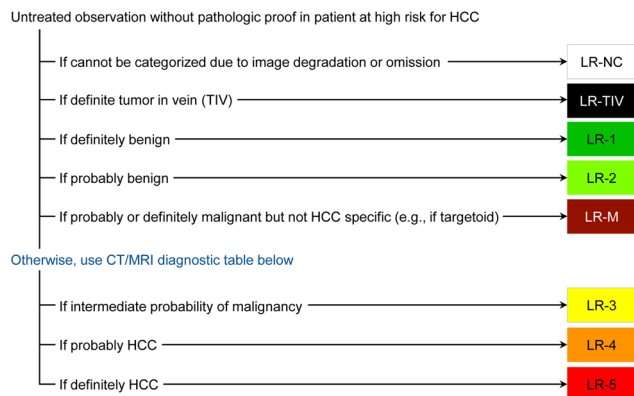 Untreated observation without pathologic proof in patient at high risk for HCC
If cannot be categorized due to image degradation or omission LR-NC
If definite tumor in vein (TIV) LR-TIV
If definitely benign LR-1
If probably benign LR-2
If probably or definitely malignant but not HCC specific (e.g., if targetoid) LR-M
Otherwise, use CT/MRI diagnostic table below
If intermediate probability of malignancy LR-3
If probably HCC LR-4
If definitely HCC LR-5